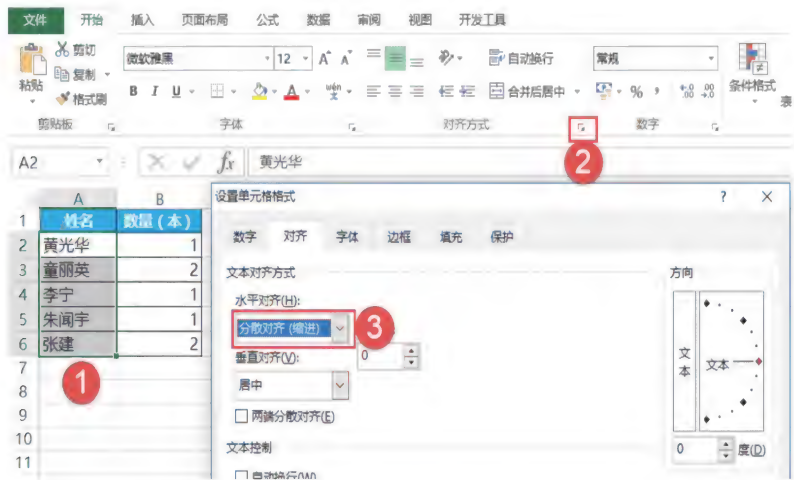 文件 开始 插入 页面布局 公式 数据 审阅 视图 开发工具
剪切
复制
格式刷
粘贴
微软雅黑 12 A A
B I U A wén 文
自动换行
合并后居中
常规
% , .0 .00
条件格式
剪贴板 字体 对齐方式 数字
2
A2 fx 黄光华
A B
1 姓名 数量(本)
2 黄光华 1
3 童丽英 2
4 李宁 1
5 朱闻宇 1
6 张建 2
7
8
9
10
11
1
设置单元格格式 ? ×
数字 对齐 字体 边框 填充 保护
文本对齐方式
水平对齐(H):
分散对齐 (缩进)
3
垂直对齐(V):
0
居中
两端分散对齐(E)
文本控制
自动换行(W)
方向
文本
文本
0 度(D)